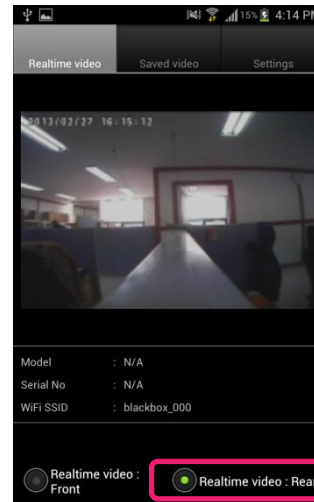 15% 4:14 PM
Realtime video Saved video Settings
2013/02/27 16:15:12
Model : N/A
Serial No : N/A
WiFi SSID : blackbox_000
Realtime video :
Front
Realtime video : Rear